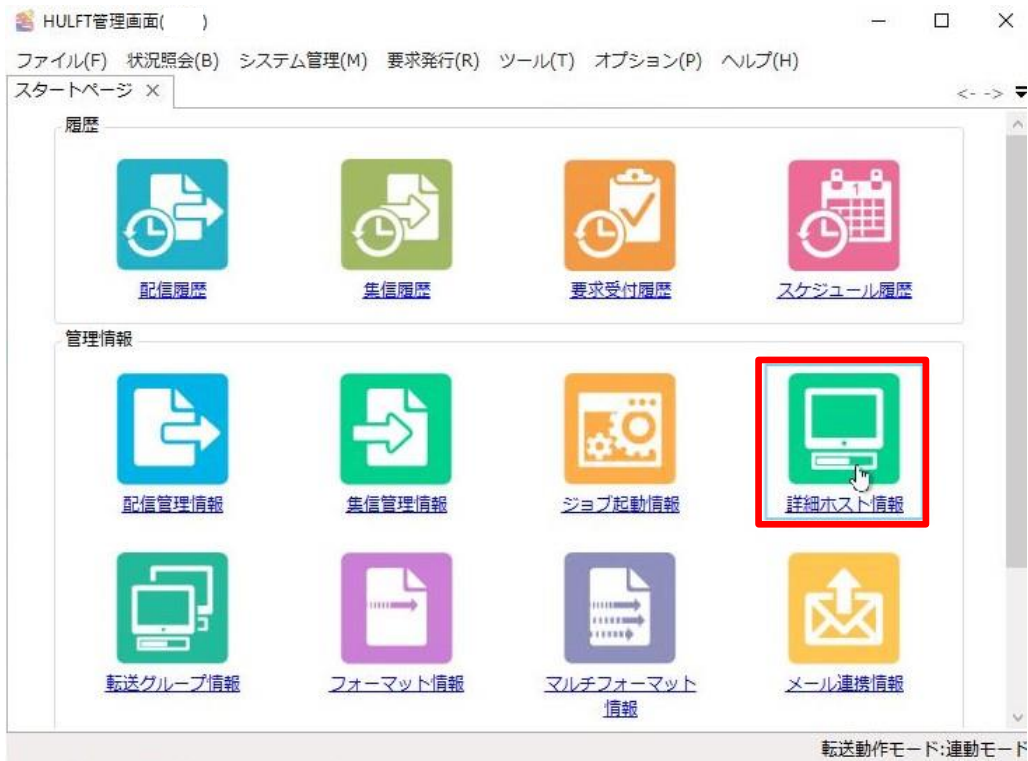 HULFT管理画面( )
ファイル(F) 状況照会(B) システム管理(M) 要求発行(R) ツール(T) オプション(P) ヘルプ(H)
スタートページ ×
<- ->
履歴
1
配信履歴 集信履歴 要求受付履歴 スケジュール履歴
管理情報
配信管理情報 集信管理情報 ジョブ起動情報 詳細ホスト情報
転送グループ情報 フォーマット情報 マルチフォーマット メール連携情報
情報
転送動作モード:連動モード